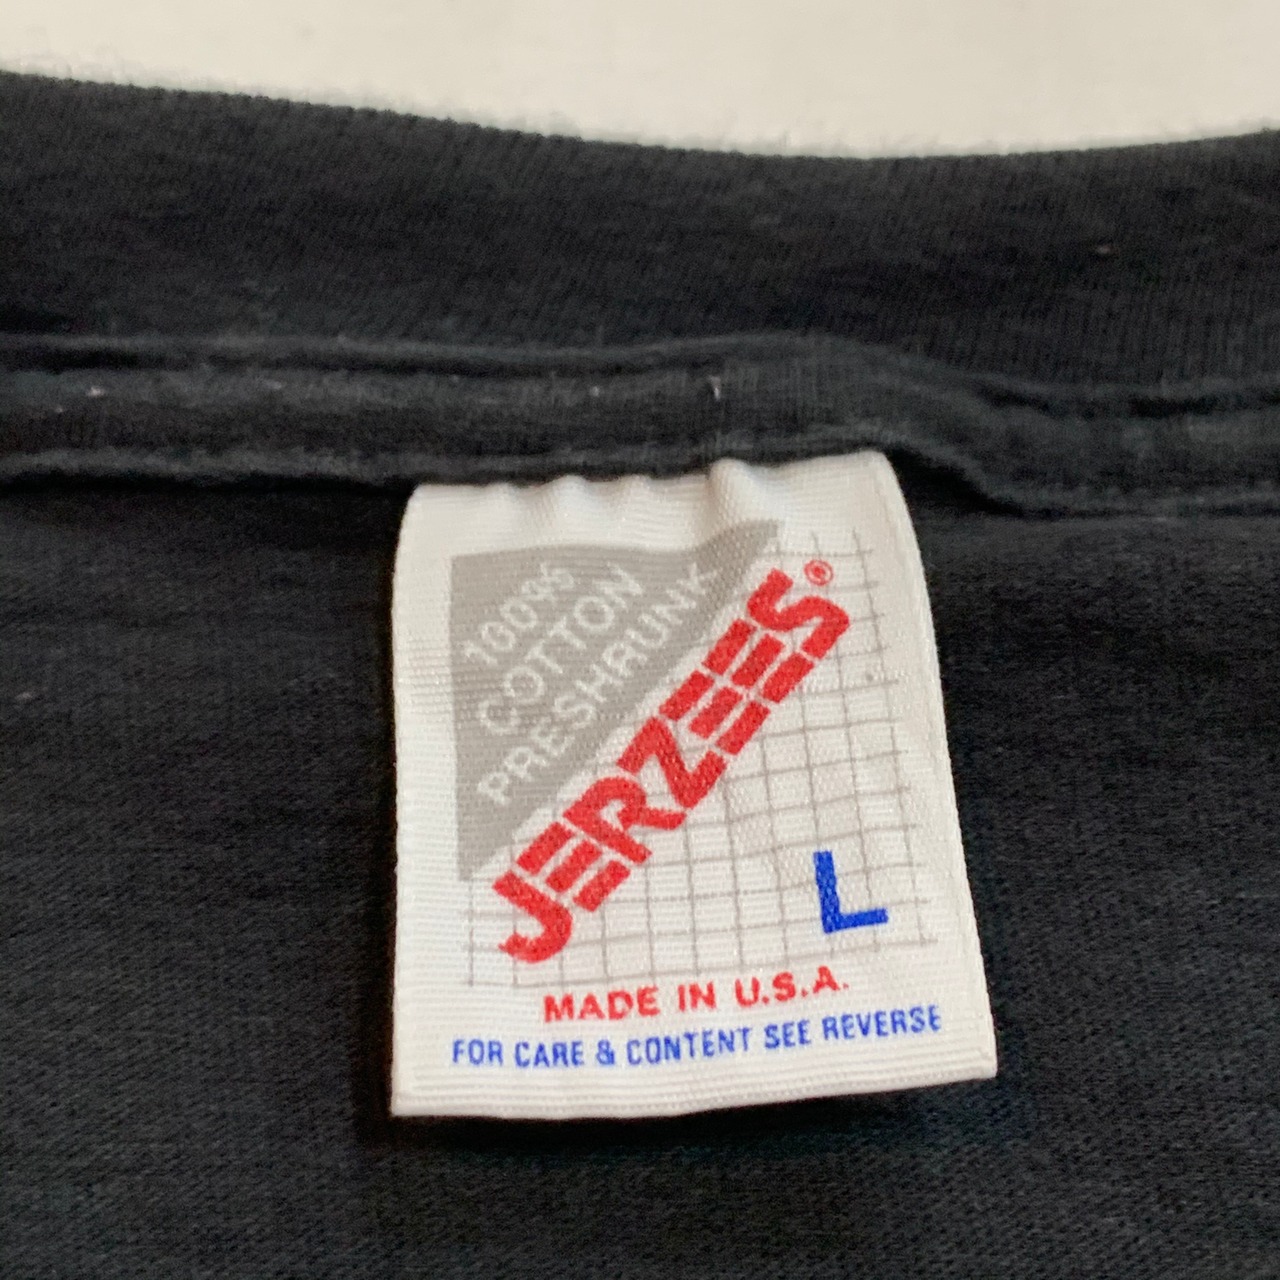 100%
COTTON
PRESHRUNK
JERZEES®
L
MADE IN U.S.A.
FOR CARE & CONTENT SEE REVERSE